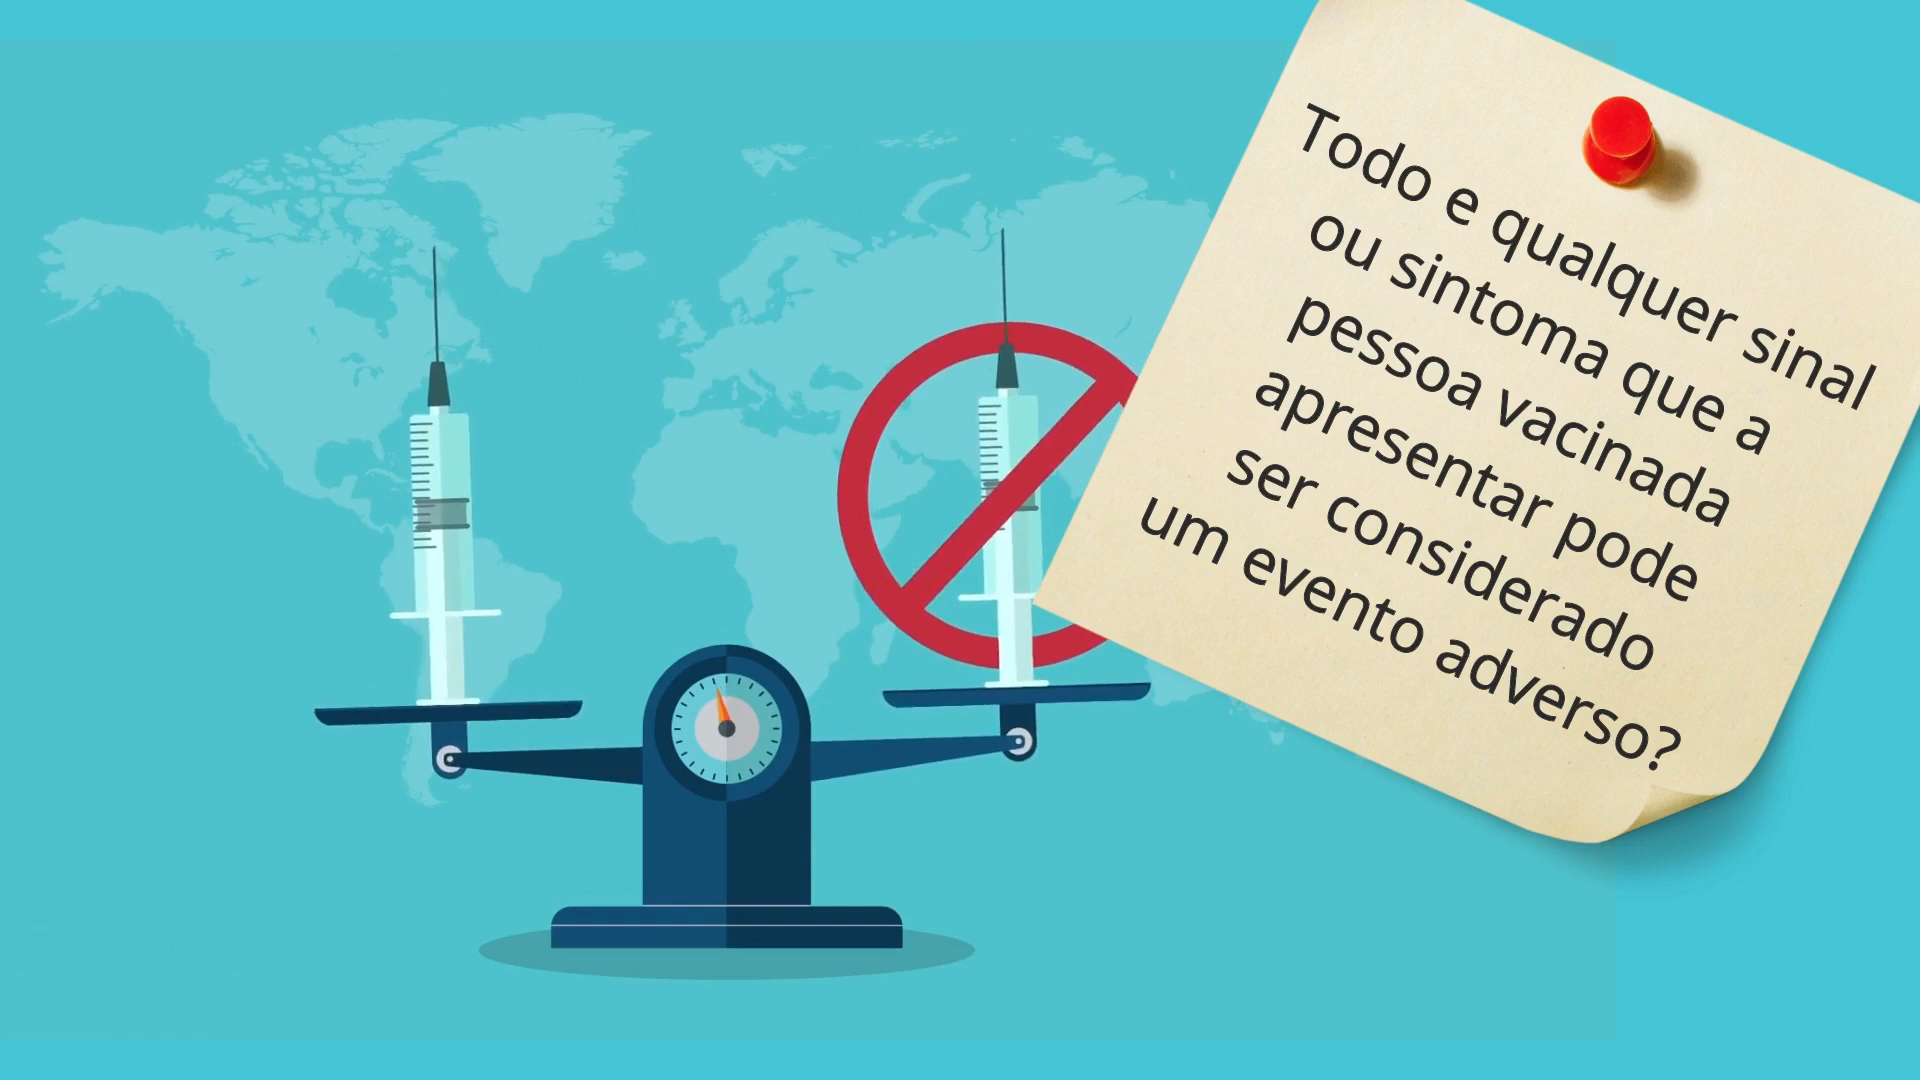 Todo e qualquer sinal
ou sintoma que a
pessoa vacinada
apresentar pode
ser considerado
um evento adverso?